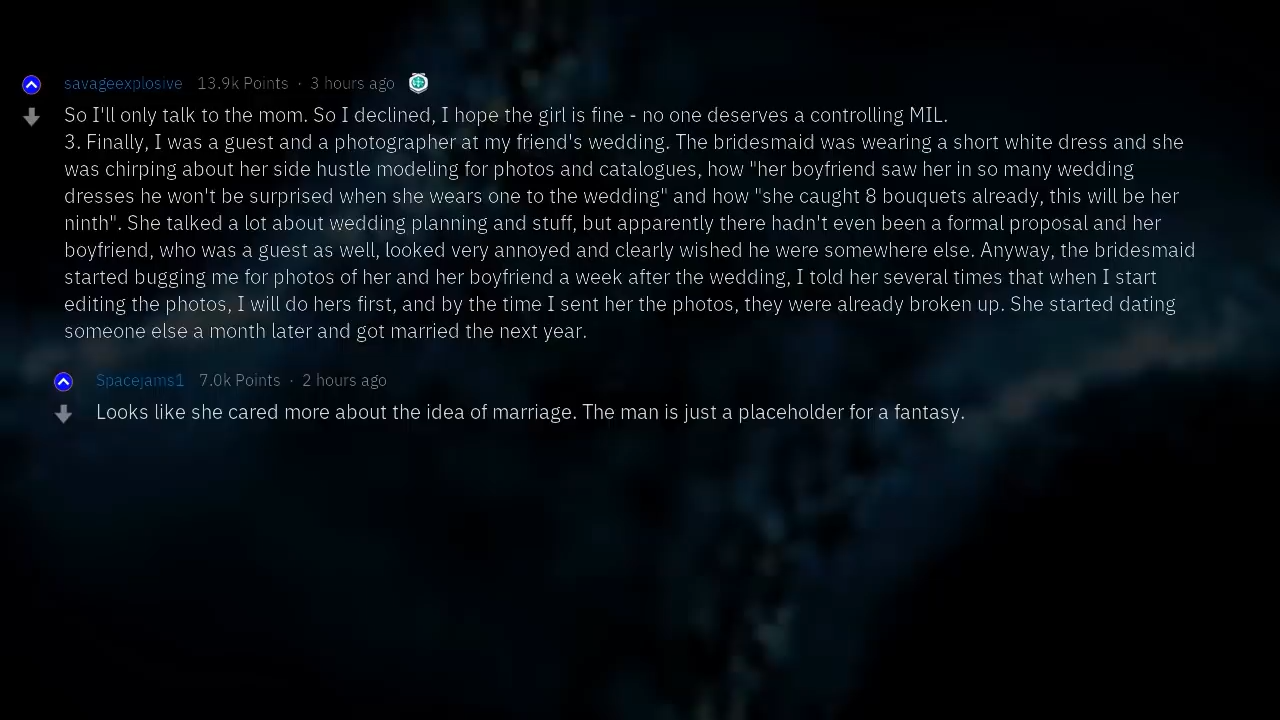 savageexplosive 13.9k Points · 3 hours ago
So I'll only talk to the mom. So I declined, I hope the girl is fine - no one deserves a controlling MIL.
3. Finally, I was a guest and a photographer at my friend's wedding. The bridesmaid was wearing a short white dress and she
was chirping about her side hustle modeling for photos and catalogues, how "her boyfriend saw her in so many wedding
dresses he won't be surprised when she wears one to the wedding" and how "she caught 8 bouquets already, this will be her
ninth". She talked a lot about wedding planning and stuff, but apparently there hadn't even been a formal proposal and her
boyfriend, who was a guest as well, looked very annoyed and clearly wished he were somewhere else. Anyway, the bridesmaid
started bugging me for photos of her and her boyfriend a week after the wedding, I told her several times that when I start
editing the photos, I will do hers first, and by the time I sent her the photos, they were already broken up. She started dating
someone else a month later and got married the next year.
Spacejams1 7.0k Points · 2 hours ago
Looks like she cared more about the idea of marriage. The man is just a placeholder for a fantasy.